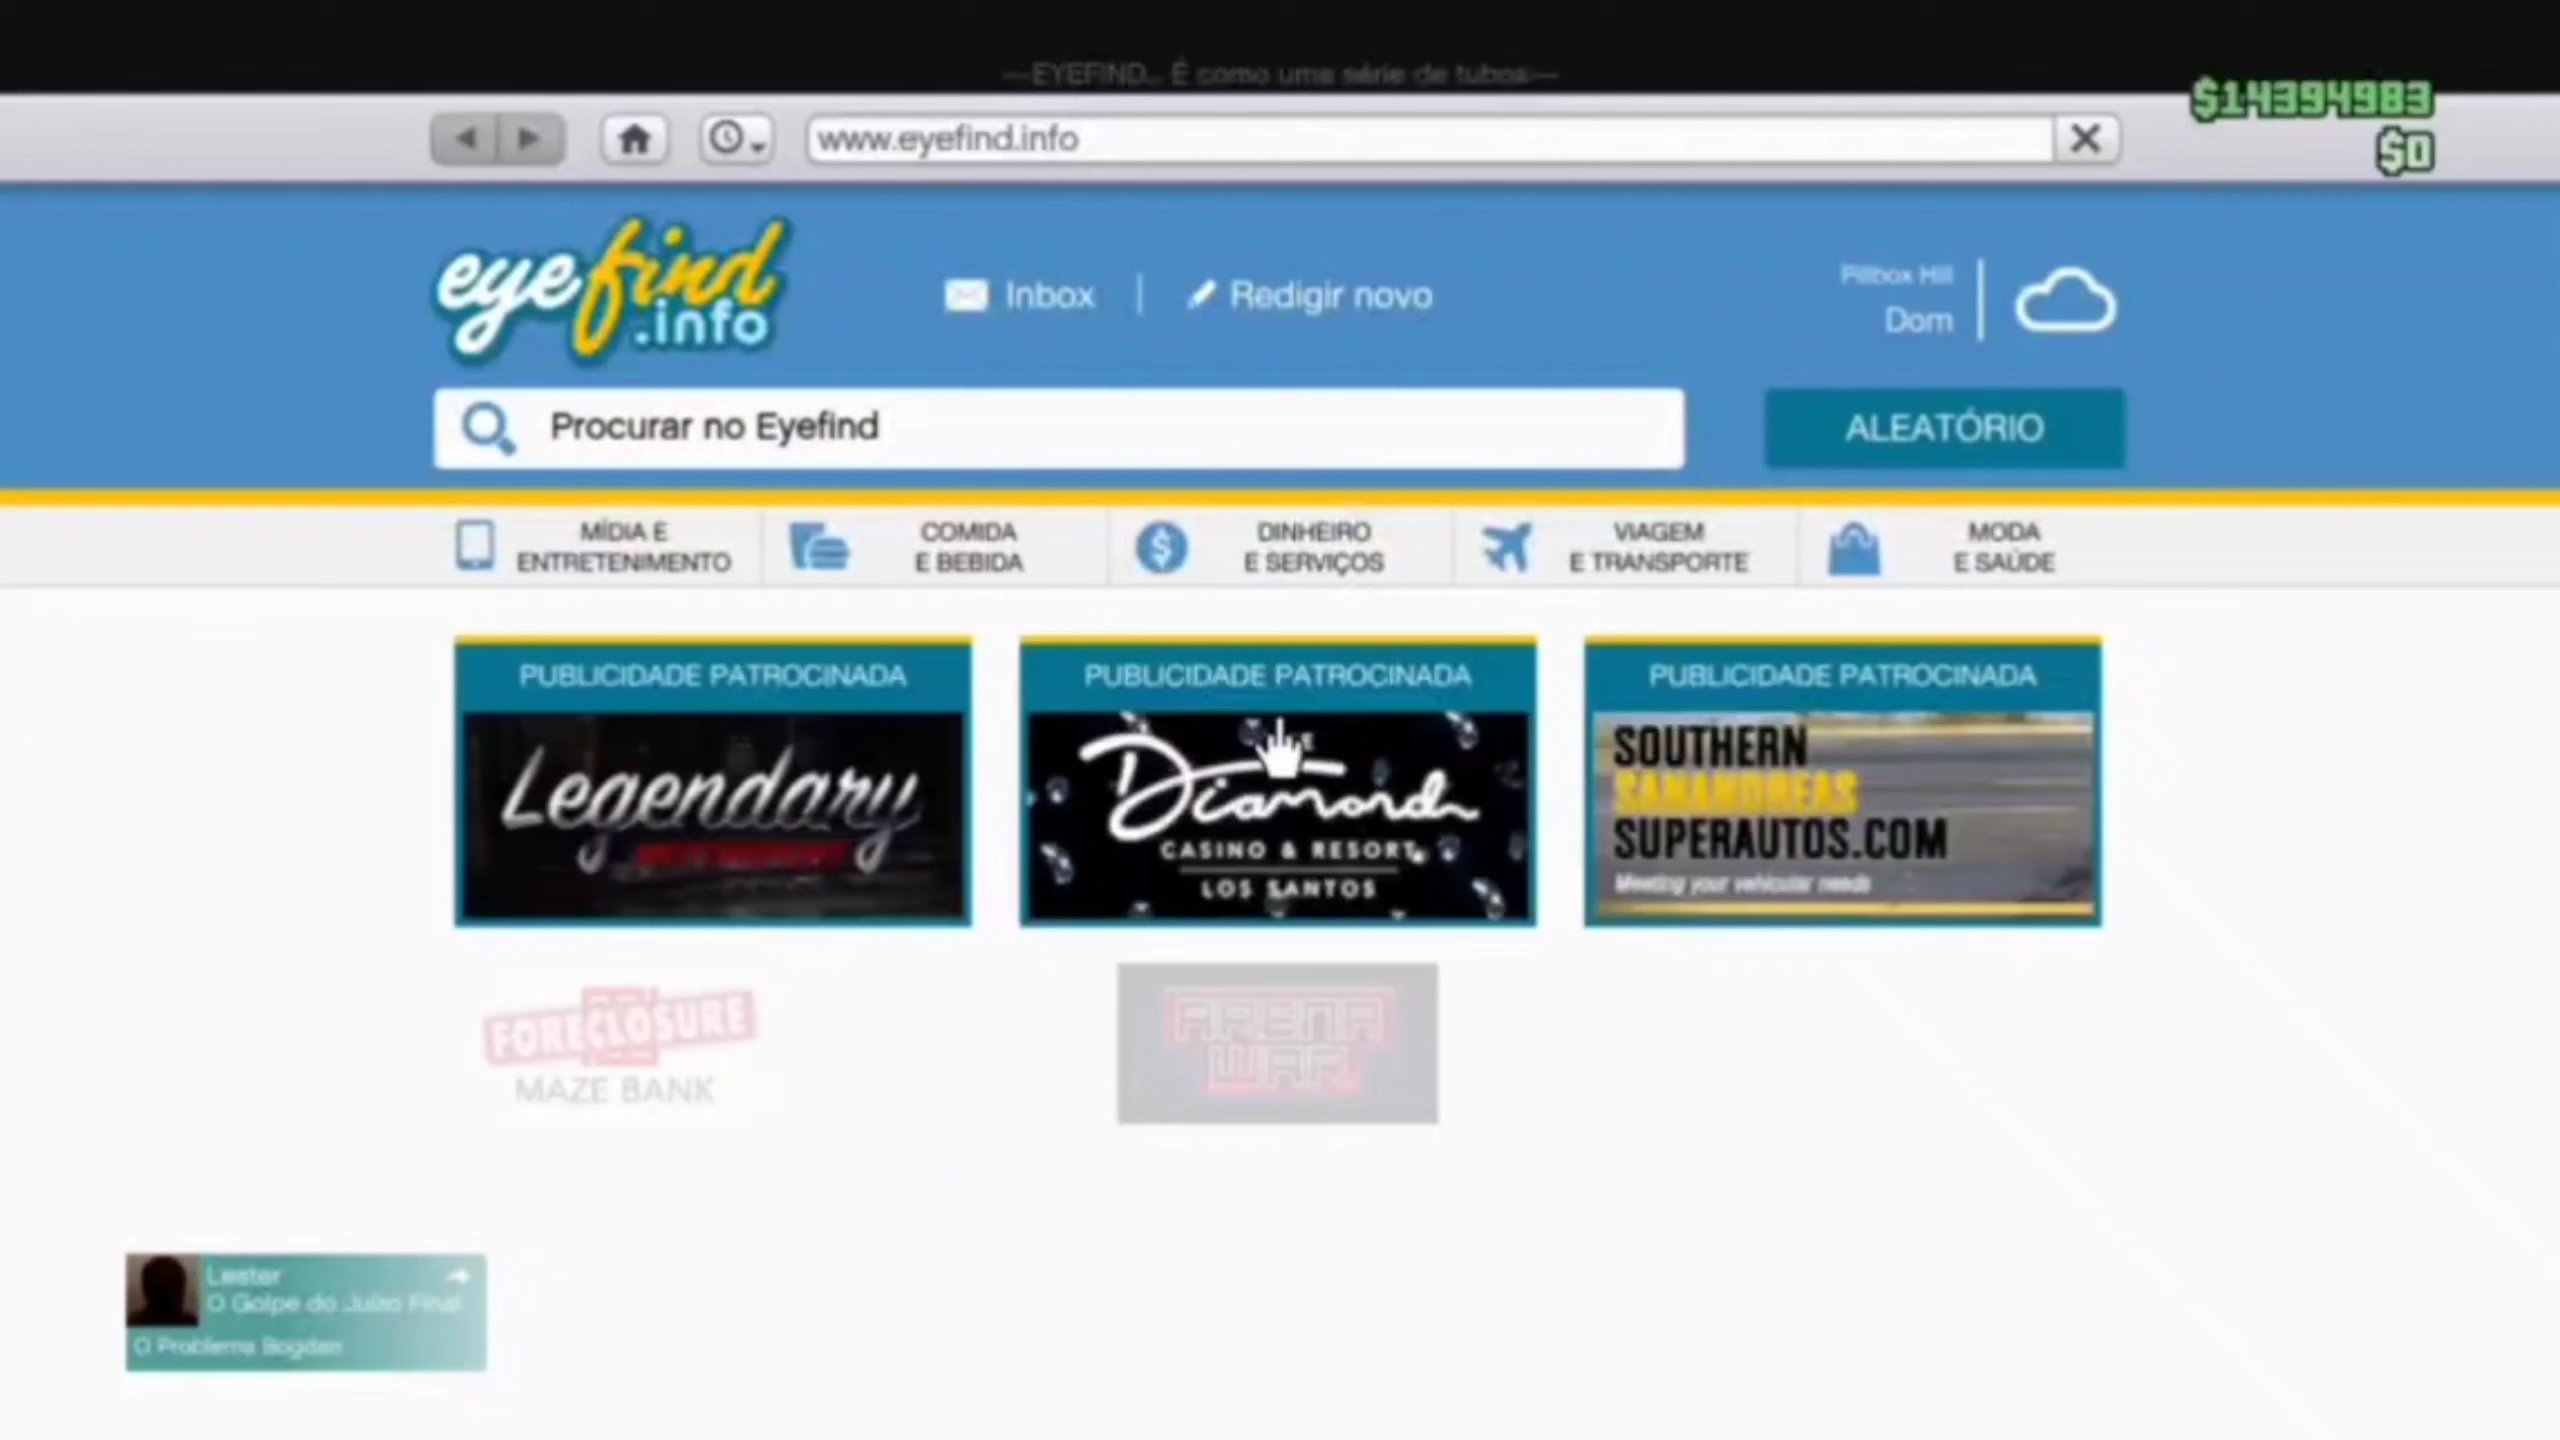 —EYEFIND... É como uma série de tubos—
$14394983
www.eyefind.info
$0
eyefind
.info
Inbox
Redigir novo
Pillbox Hill
Dom
Procurar no Eyefind
ALEATÓRIO
MÍDIA E
ENTRETENIMENTO
COMIDA
E BEBIDA
DINHEIRO
E SERVIÇOS
VIAGEM
E TRANSPORTE
MODA
E SAÚDE
PUBLICIDADE PATROCINADA
Legendary
PUBLICIDADE PATROCINADA
Diamond
CASINO & RESORT
LOS SANTOS
PUBLICIDADE PATROCINADA
SOUTHERN
SANANDREAS
SUPERAUTOS.COM
Meeting your vehicular needs
FORECLOSURE
MAZE BANK
ARENA
WAR
Lester
O Golpe do Juízo Final
O Problema Bogdan